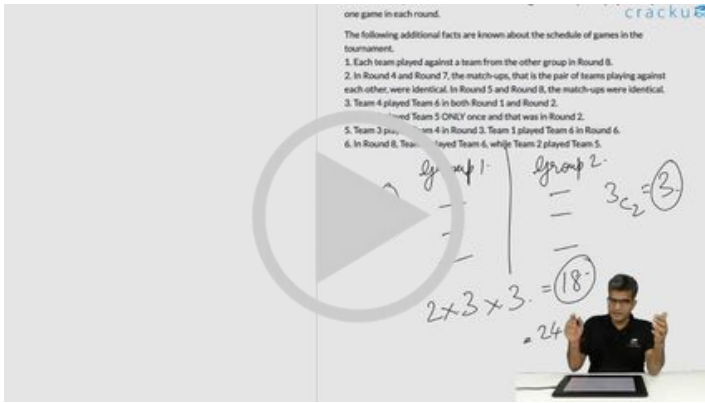 cracku
one game in each round.
The following additional facts are known about the schedule of games in the
tournament.
1. Each team played against a team from the other group in Round 8.
2. In Round 4 and Round 7, the match-ups, that is the pair of teams playing against
each other, were identical. In Round 5 and Round 8, the match-ups were identical.
3. Team 4 played Team 6 in both Round 1 and Round 2.
played Team 5 ONLY once and that was in Round 2.
5. Team 3 played Team 4 in Round 3. Team 1 played Team 6 in Round 6.
6. In Round 8, Team played Team 6, while Team 2 played Team 5.
Group 1. Group 2.
3C2 = 3.
2 x 3 x 3. = 18.
24